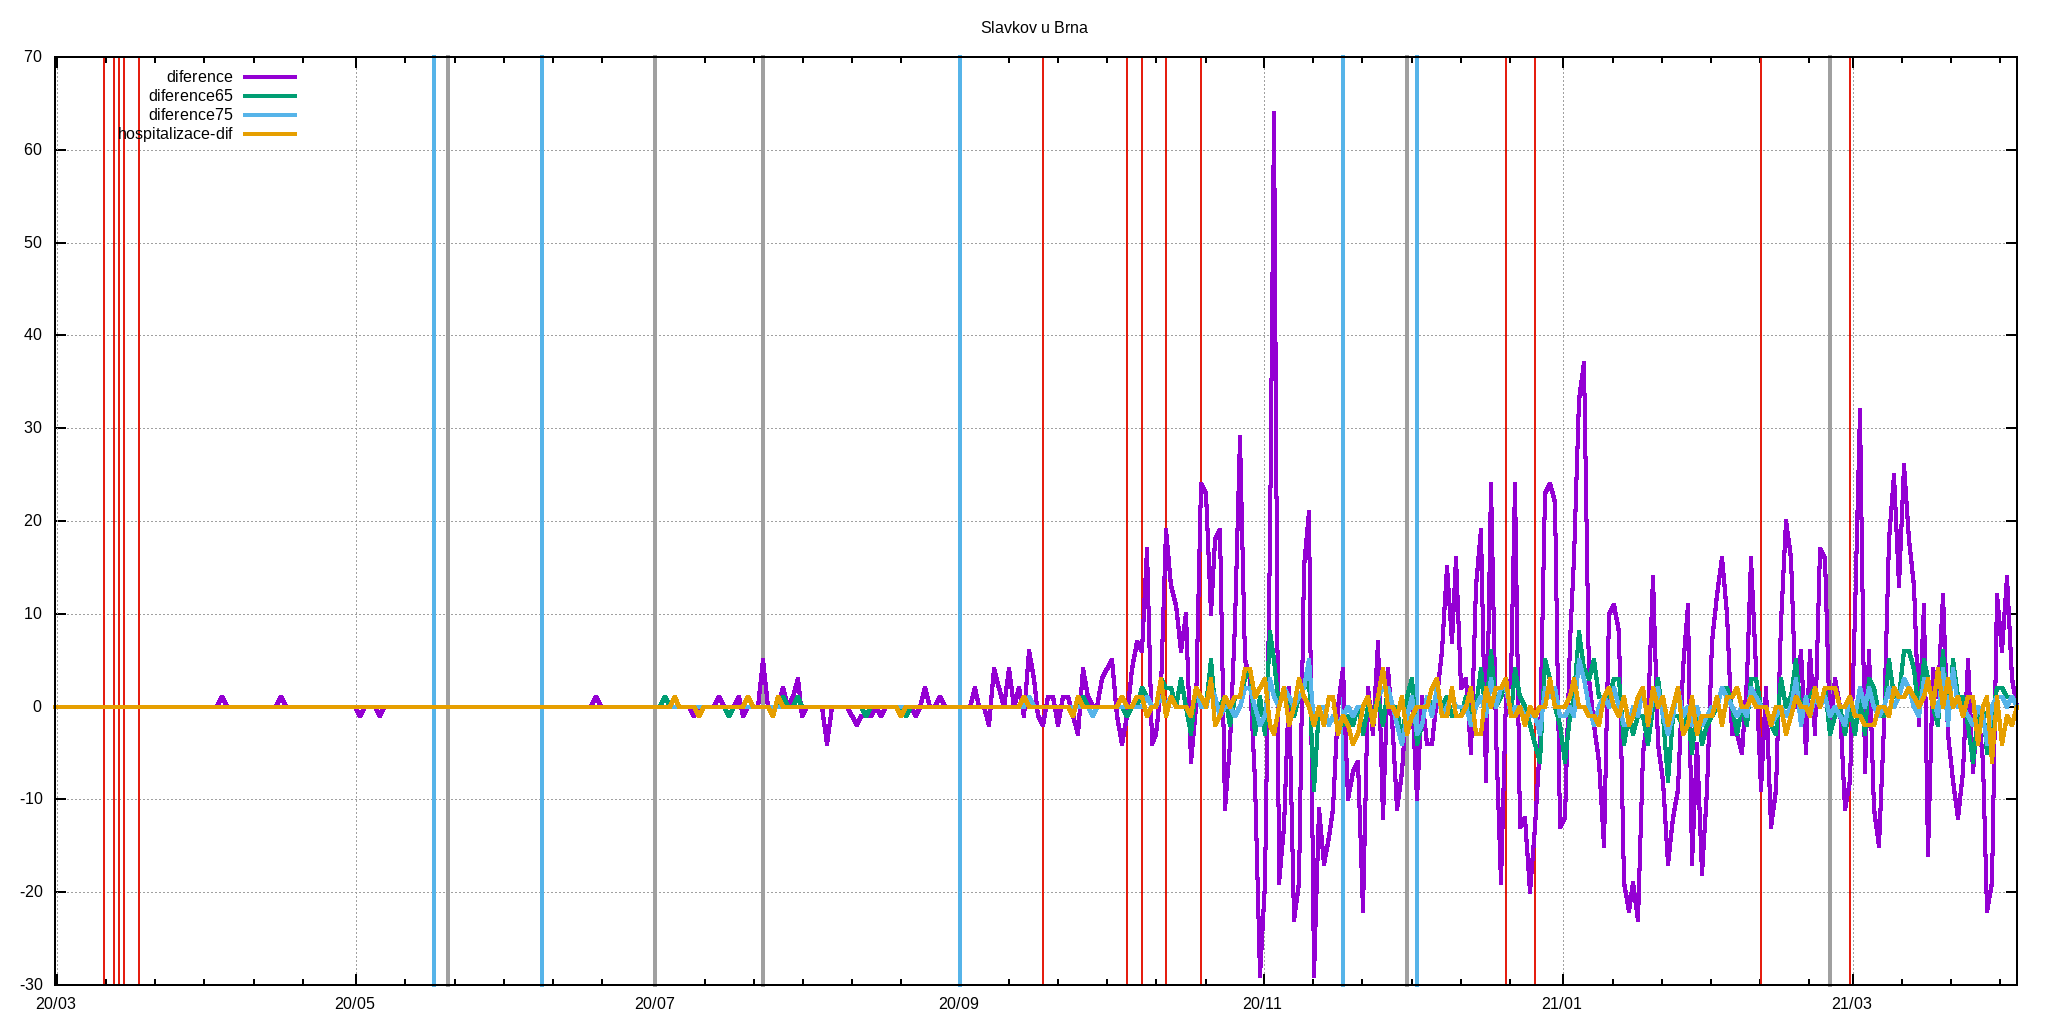 Slavkov u Brna
70
60
50
40
30
20
10
0
-10
-20
-30
diference
diference65
diference75
hospitalizace-dif
20/03 20/05 20/07 20/09 20/11 21/01 21/03